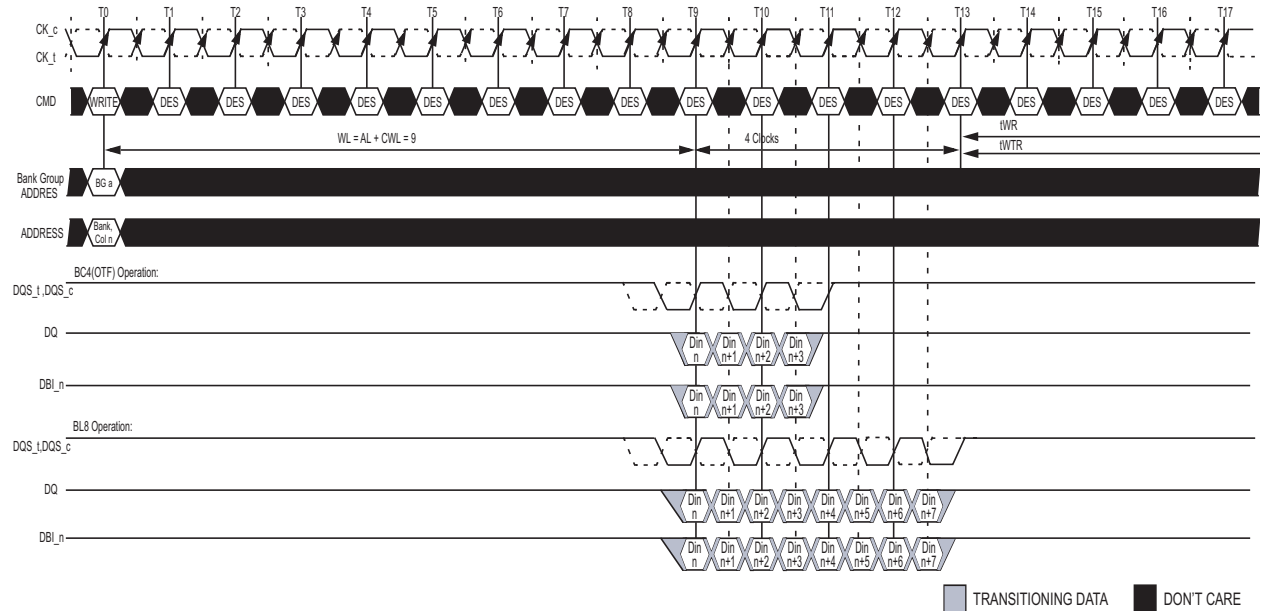 T0 T1 T2 T3 T4 T5 T6 T7 T8 T9 T10 T11 T12 T13 T14 T15 T16 T17
CK_c
CK_t
CMD WRITE DES DES DES DES DES DES DES DES DES DES DES DES DES DES DES DES DES
WL = AL + CWL = 9 4 Clocks tWR
tWTR
Bank Group
ADDRES
BG a
ADDRESS
Bank,
Col n
BC4(OTF) Operation:
DQS_t ,DQS_c
DQ
Din Din Din Din
n n+1 n+2 n+3
DBI_n
Din Din Din Din
n n+1 n+2 n+3
BL8 Operation:
DQS_t,DQS_c
DQ
Din Din Din Din Din Din Din Din
n n+1 n+2 n+3 n+4 n+5 n+6 n+7
DBI_n
Din Din Din Din Din Din Din Din
n n+1 n+2 n+3 n+4 n+5 n+6 n+7
TRANSITIONING DATA DON'T CARE